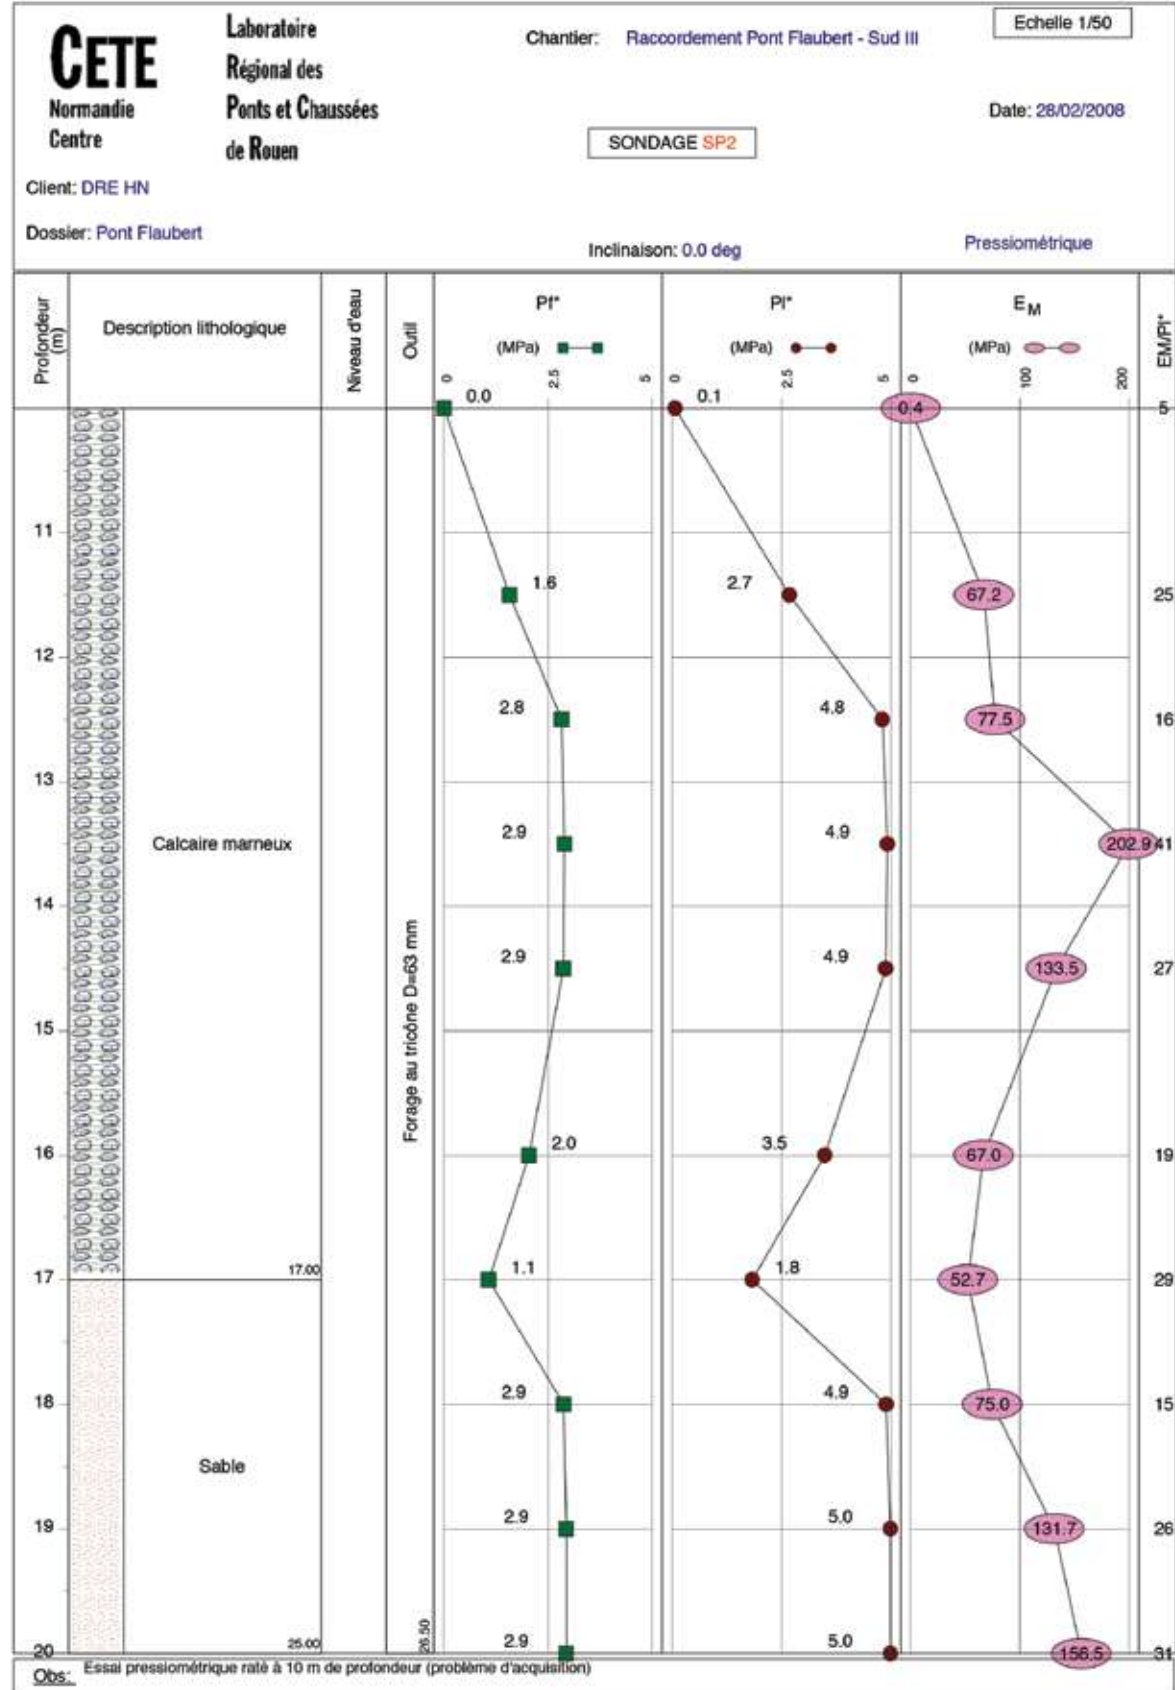 CETE
Normandie
Centre
Laboratoire
Régional des
Ponts et Chaussées
de Rouen
Chantier: Raccordement Pont Flaubert - Sud III
Echelle 1/50
Date: 28/02/2008
SONDAGE SP2
Client: DRE HN
Dossier: Pont Flaubert
Inclinaison: 0.0 deg
Pressiométrique
Profondeur (m)
Description lithologique
Niveau d'eau
Outil
Pf*
(MPa)
0 2.5 5
Pl*
(MPa)
0 2.5 5
EM
(MPa)
0 100 200
EM/Pl*
0.0 0.1 0.4 5
11
1.6 2.7 67.2 25
12
2.8 4.8 77.5 16
13
Calcaire marneux 2.9 4.9 202.9 41
14
2.9 4.9 133.5 27
15
Forage au tricône D=63 mm
16 2.0 3.5 67.0 19
17 17.00 1.1 1.8 52.7 29
18 2.9 4.9 75.0 15
Sable
19 2.9 5.0 131.7 26
20 25.00 26.50 2.9 5.0 156.5 31
Obs: Essai pressiométrique raté à 10 m de profondeur (problème d'acquisition)